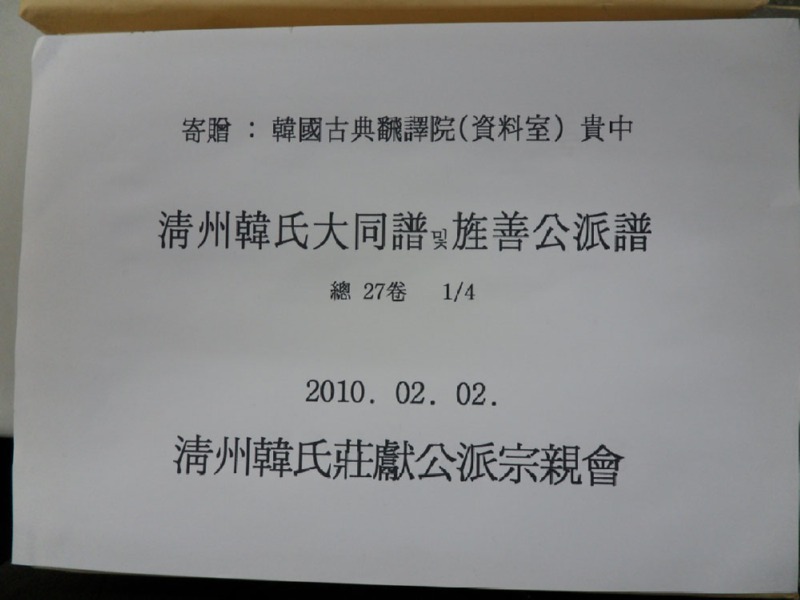 寄贈 : 韓國古典飜譯院(資料室) 貴中
淸州韓氏大同譜및旌善公派譜
總 27卷 1/4
2010. 02. 02.
淸州韓氏莊獻公派宗親會